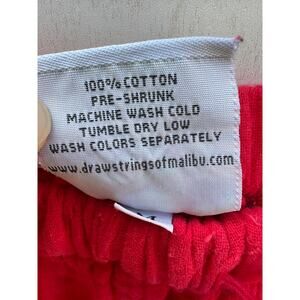 100% COTTON
PRE-SHRUNK
MACHINE WASH COLD
TUMBLE DRY LOW
WASH COLORS SEPARATELY
www.drawstringsofmalibu.com